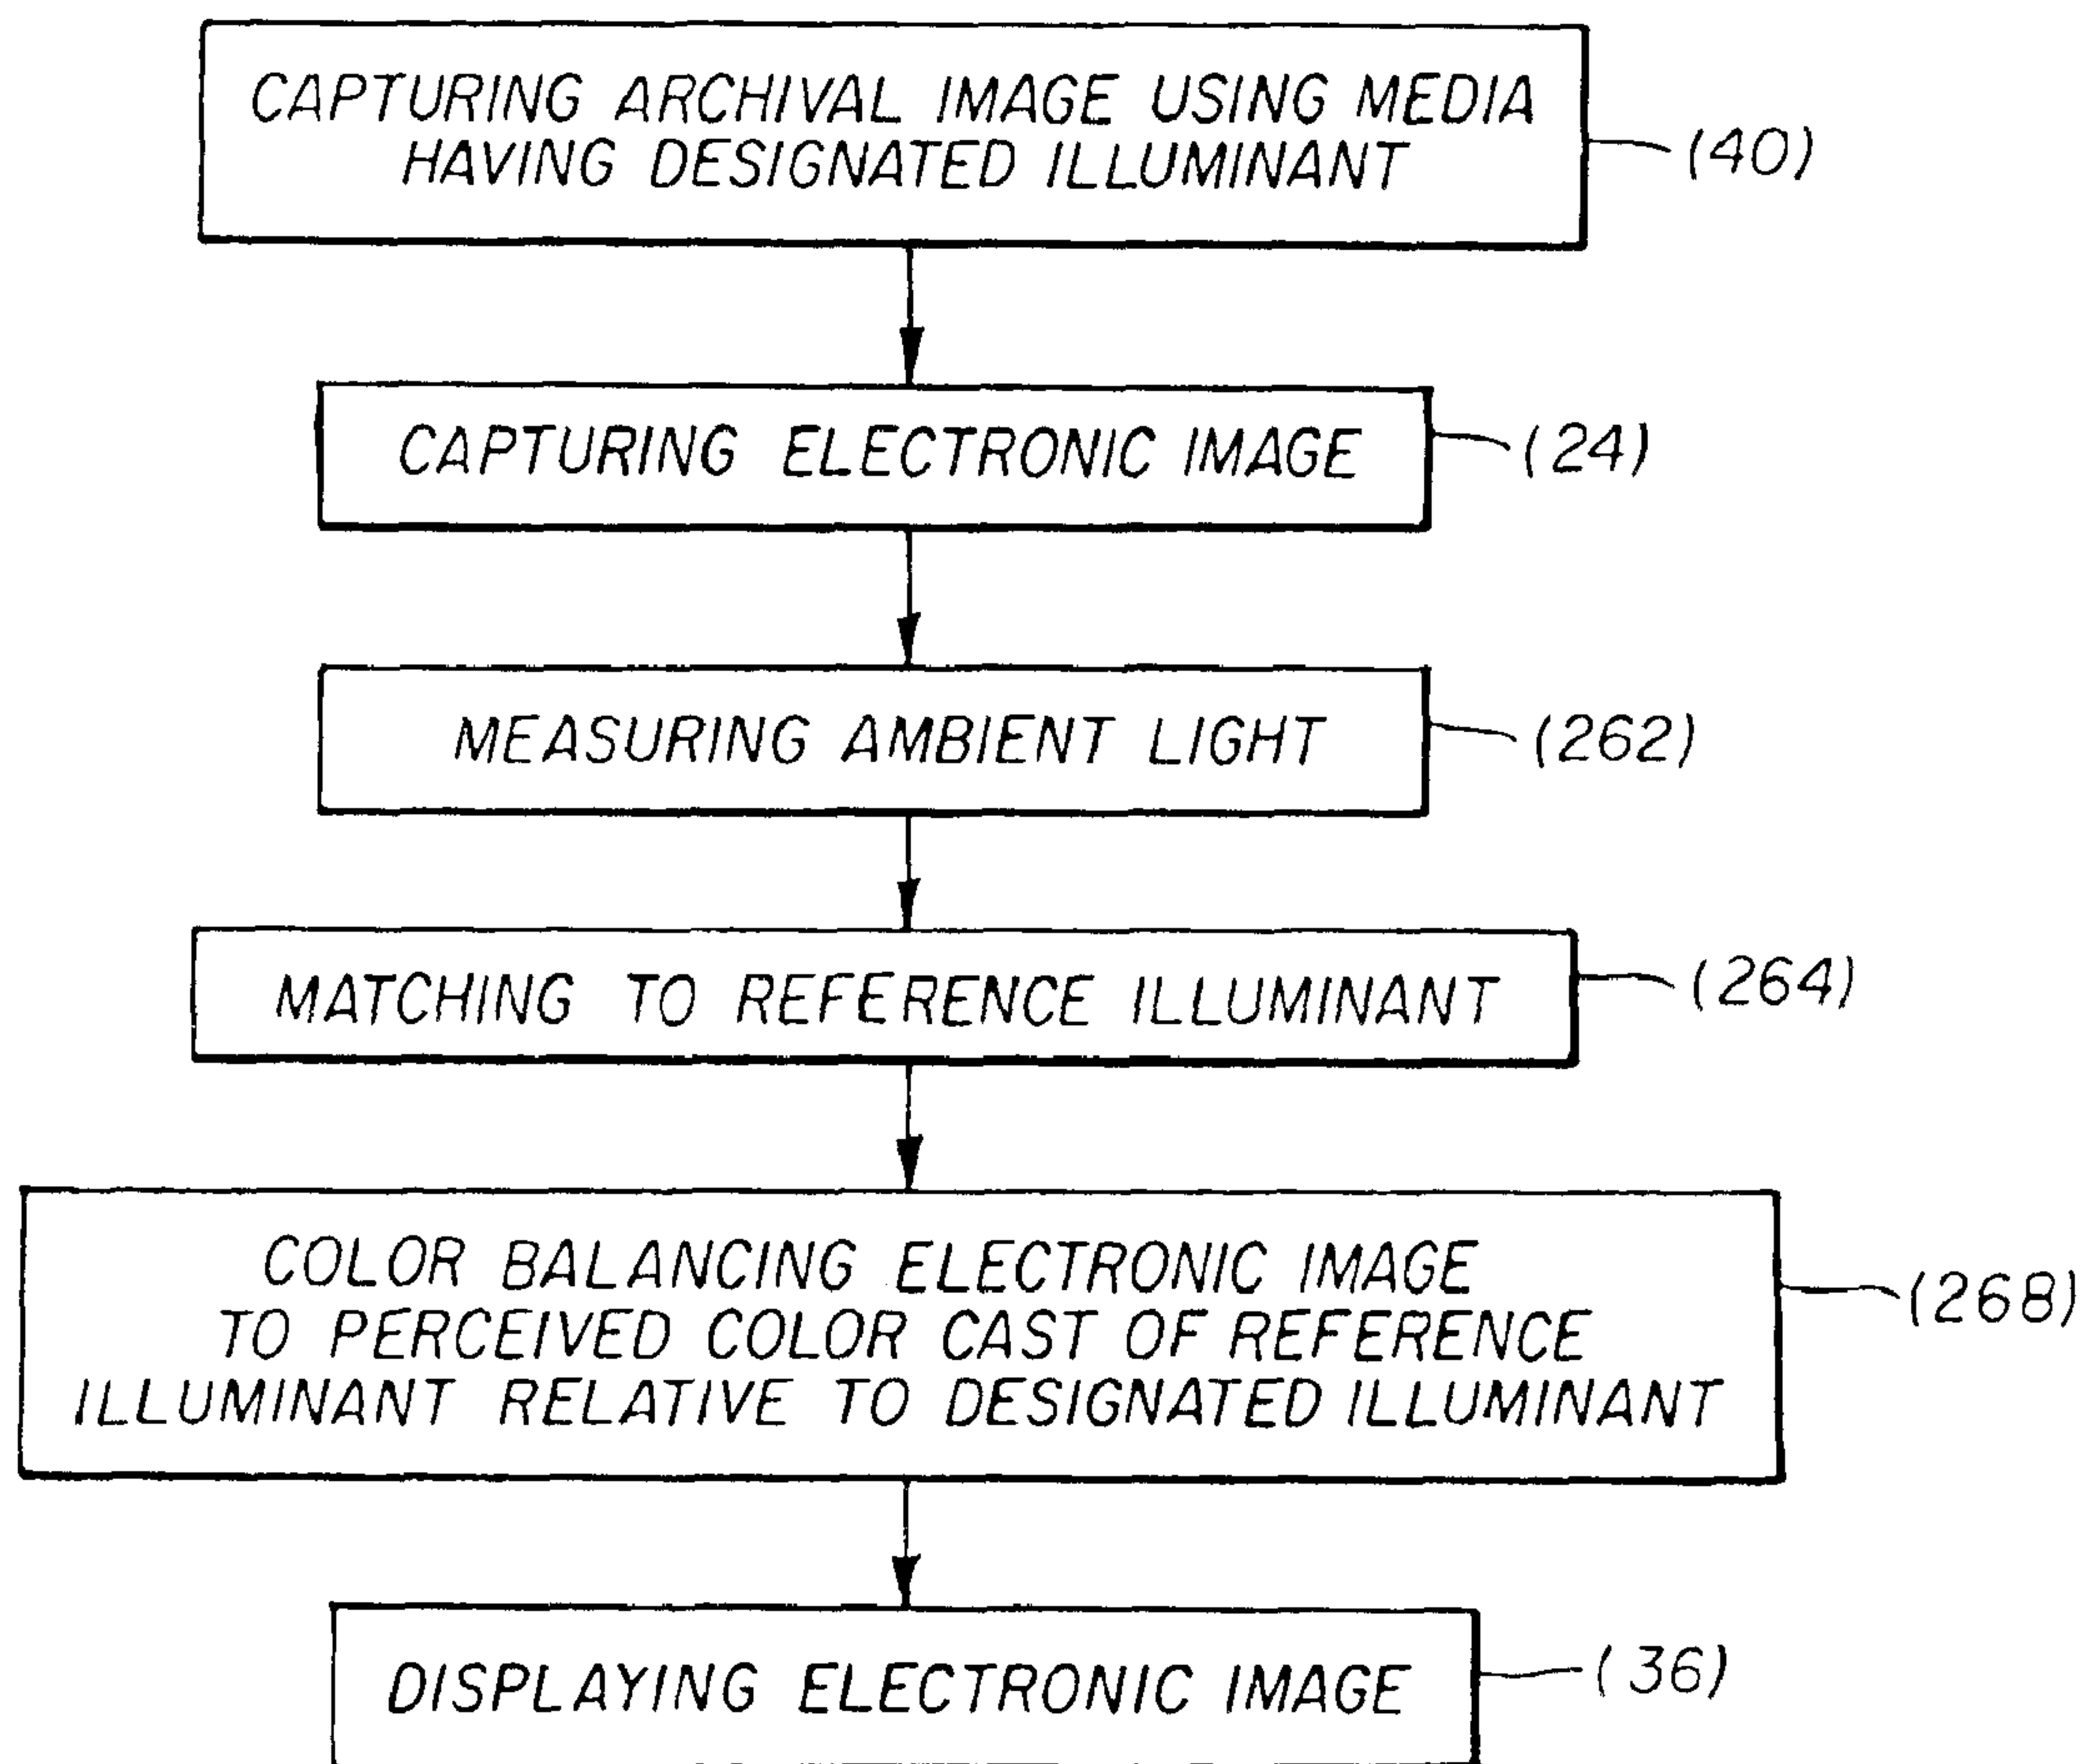 CAPTURING ARCHIVAL IMAGE USING MEDIA
HAVING DESIGNATED ILLUMINANT
(40)
CAPTURING ELECTRONIC IMAGE
(24)
MEASURING AMBIENT LIGHT
(262)
MATCHING TO REFERENCE ILLUMINANT
(264)
COLOR BALANCING ELECTRONIC IMAGE
TO PERCEIVED COLOR CAST OF REFERENCE
ILLUMINANT RELATIVE TO DESIGNATED ILLUMINANT
(268)
DISPLAYING ELECTRONIC IMAGE
(36)